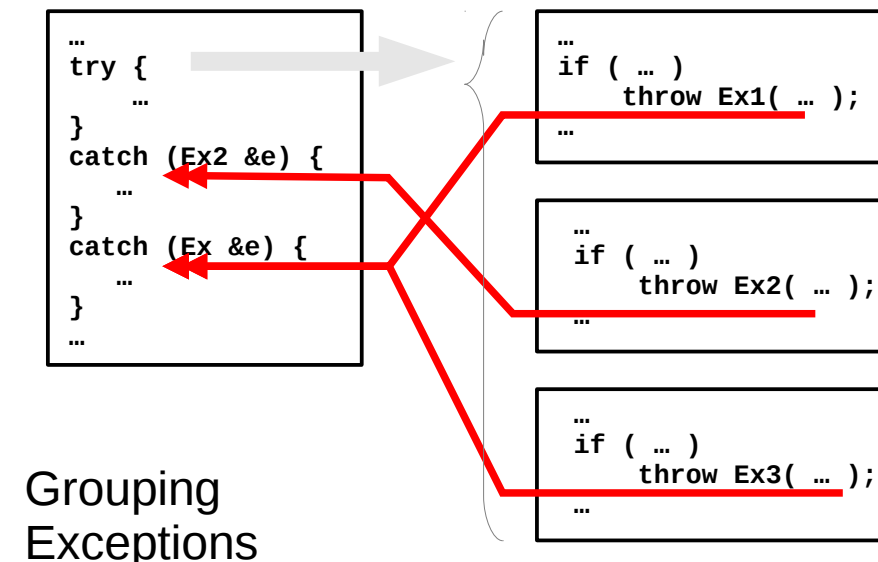 …
try {
…
}
catch (Ex2 &e) {
…
}
catch (Ex &e) {
…
}
…
…
if ( … )
throw Ex1( … );
…
…
if ( … )
throw Ex2( … );
…
…
if ( … )
throw Ex3( … );
…
Grouping
Exceptions